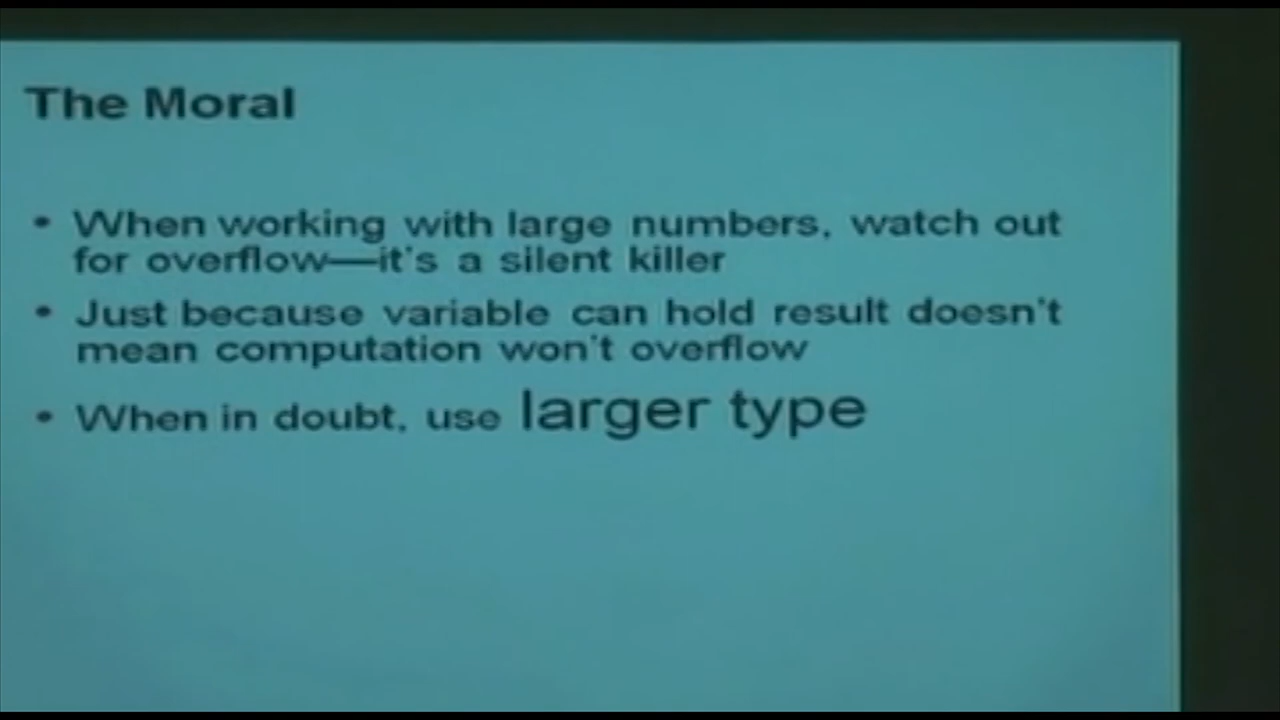 The Moral
• When working with large numbers, watch out
for overflow—it's a silent killer
• Just because variable can hold result doesn't
mean computation won't overflow
• When in doubt, use larger type